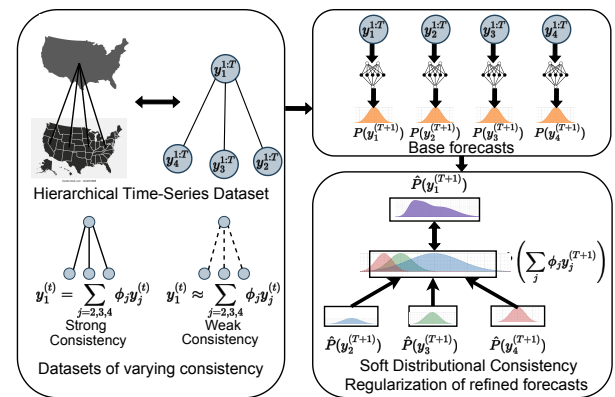 y_1^{1:T}
y_4^{1:T} y_3^{1:T} y_2^{1:T}
Hierarchical Time-Series Dataset
y_1^{(t)} = \sum_{j=2,3,4} \phi_j y_j^{(t)}
Strong
Consistency
y_1^{(t)} ≈ \sum_{j=2,3,4} \phi_j y_j^{(t)}
Weak
Consistency
Datasets of varying consistency
y_1^{1:T} y_2^{1:T} y_3^{1:T} y_4^{1:T}
P(y_1^{(T+1)}) P(y_2^{(T+1)}) P(y_3^{(T+1)}) P(y_4^{(T+1)})
Base forecasts
\hat{P}(y_1^{(T+1)})
(\sum_j \phi_j y_j^{(T+1)})
\hat{P}(y_2^{(T+1)}) \hat{P}(y_3^{(T+1)}) \hat{P}(y_4^{(T+1)})
Soft Distributional Consistency
Regularization of refined forecasts